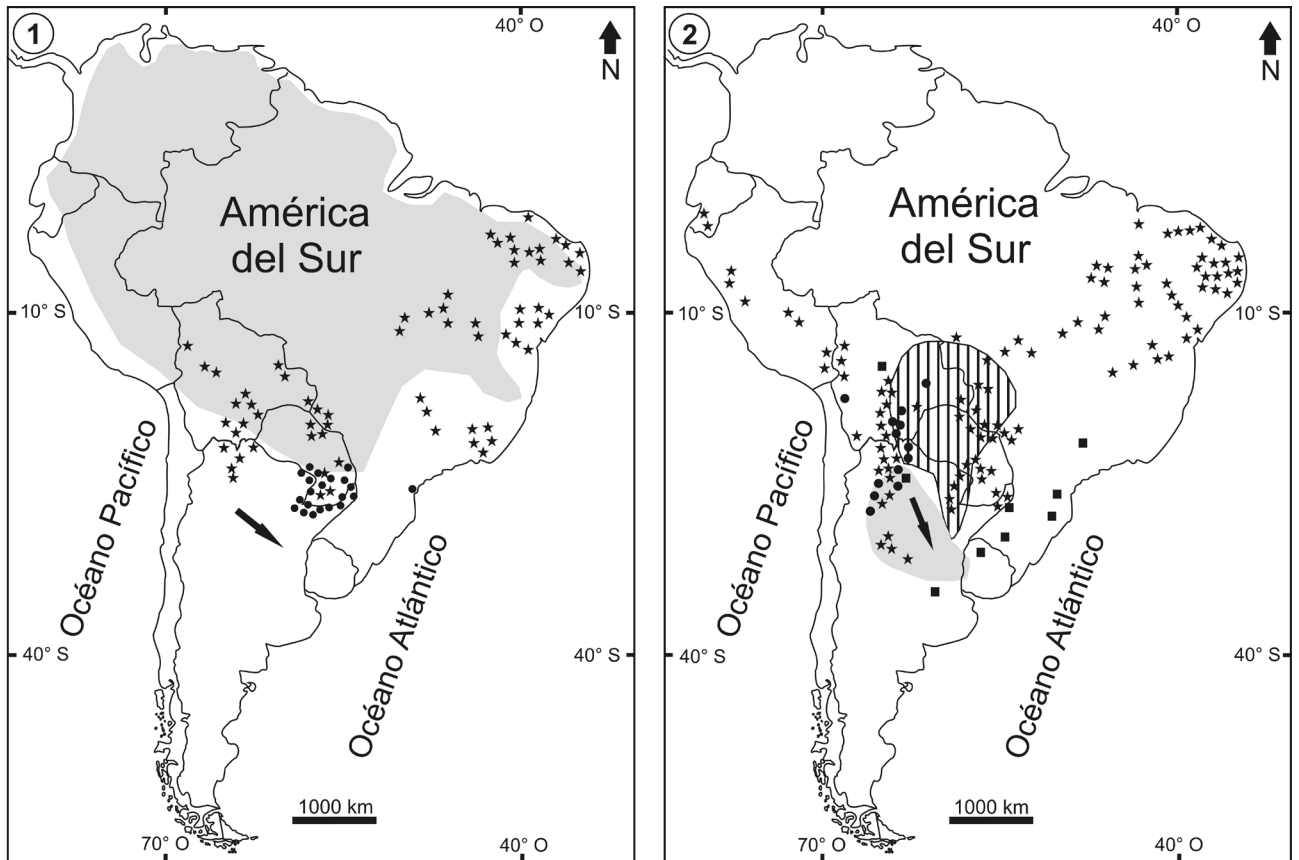 1
40° O
N
América
del Sur
10° S
10° S
Océano Pacífico
Océano Atlántico
40° S
40° S
1000 km
70° O
40° O
2
40° O
N
América
del Sur
10° S
10° S
Océano Pacífico
Océano Atlántico
40° S
40° S
1000 km
70° O
40° O